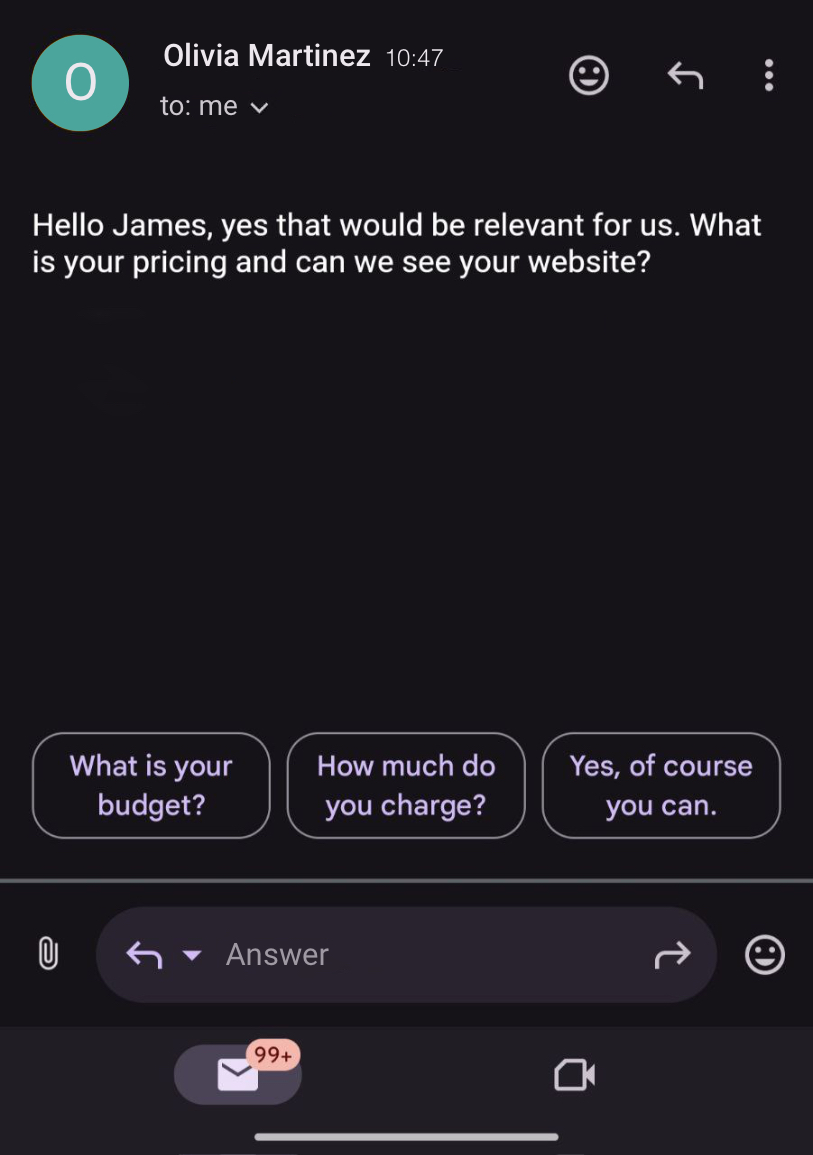 O
Olivia Martinez 10:47
to: me
Hello James, yes that would be relevant for us. What
is your pricing and can we see your website?
What is your
budget?
How much do
you charge?
Yes, of course
you can.
Answer
99+